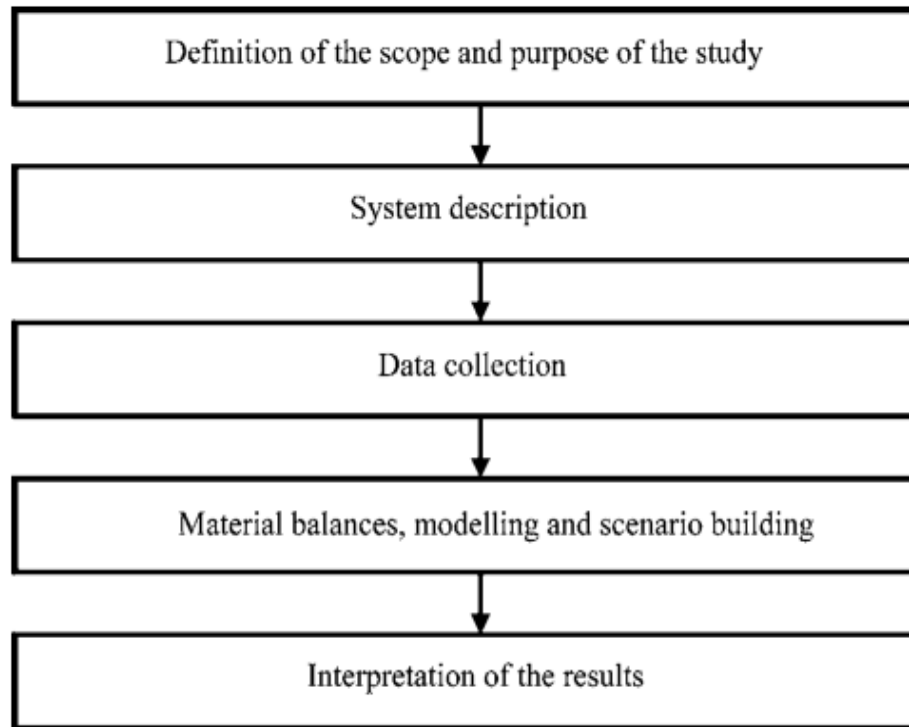 Definition of the scope and purpose of the study
System description
Data collection
Material balances, modelling and scenario building
Interpretation of the results